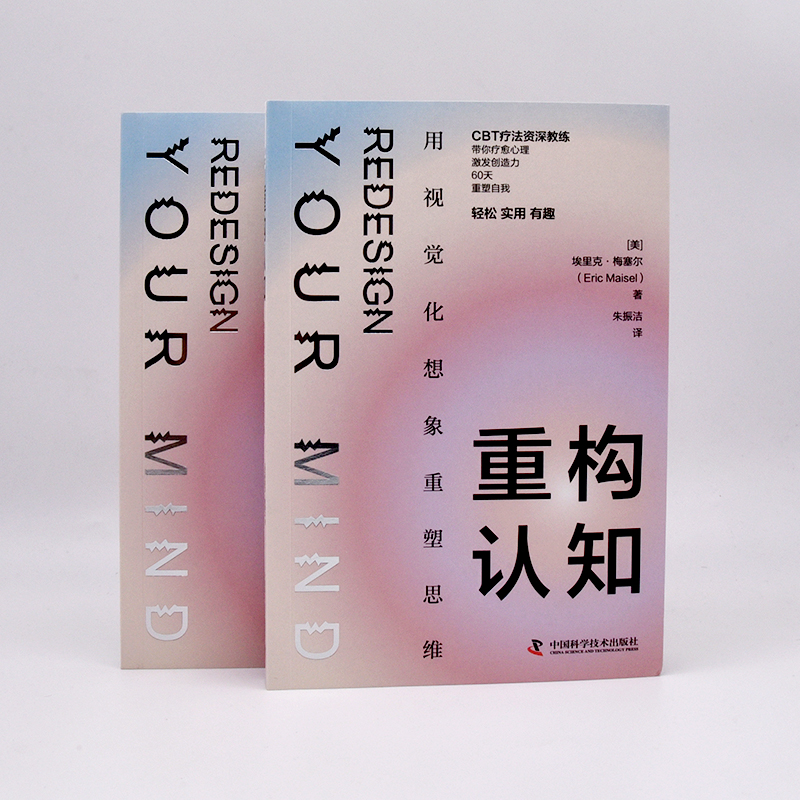 REDESIGN
YOUR MIND
REDESIGN
YOUR MIND
用视觉化想象重塑思维
CBT疗法资深教练
带你疗愈心理
激发创造力
60天
重塑自我
轻松 实用 有趣
[美]
埃里克·梅塞尔
（Eric Maisel）
著
朱振洁
译
重构
认知
中国科学技术出版社
CHINA SCIENCE AND TECHNOLOGY PRESS